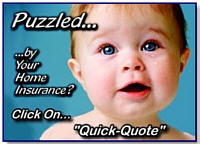 Puzzled...
...by
Your
Home
Insurance?
Click On...
"Quick-Quote"